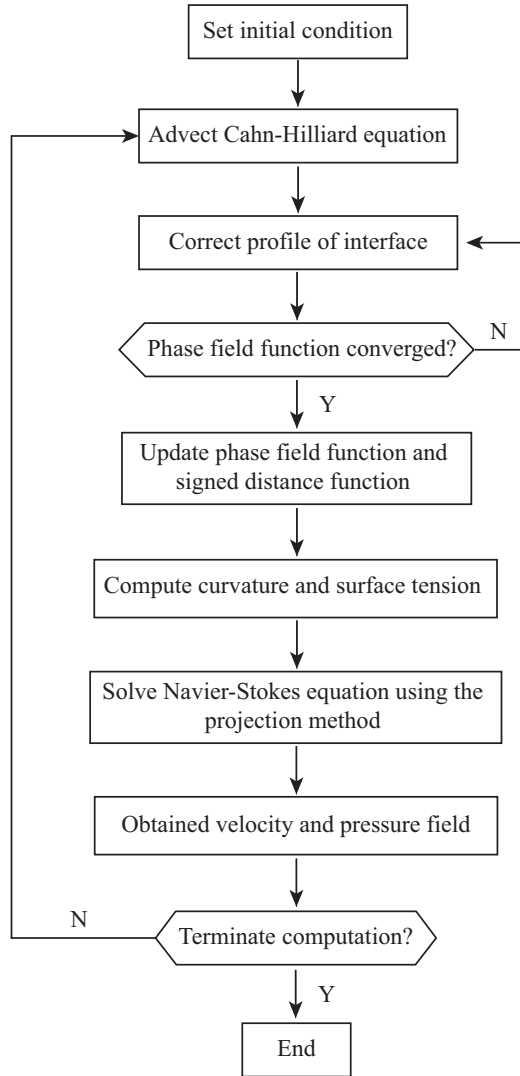 Set initial condition
Advect Cahn-Hilliard equation
Correct profile of interface
Phase field function converged?
N
Y
Update phase field function and
signed distance function
Compute curvature and surface tension
Solve Navier-Stokes equation using the
projection method
Obtained velocity and pressure field
N
Terminate computation?
Y
End